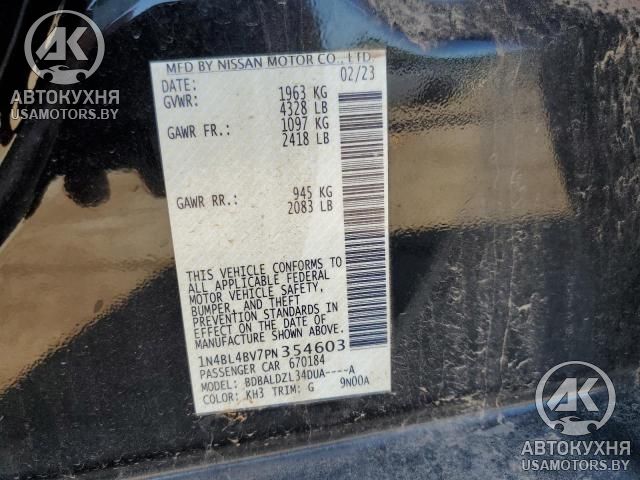 AK
АВТОКУХНЯ
USAMOTORS.BY
MFD BY NISSAN MOTOR CO., LTD.
DATE: 02/23
GVWR: 1963 KG
4328 LB
GAWR FR.: 1097 KG
2418 LB
GAWR RR.: 945 KG
2083 LB
THIS VEHICLE CONFORMS TO
ALL APPLICABLE FEDERAL
MOTOR VEHICLE SAFETY,
BUMPER, AND THEFT
PREVENTION STANDARDS IN
EFFECT ON THE DATE OF
MANUFACTURE SHOWN ABOVE.
1N4BL4BV7PN354603
PASSENGER CAR 670184
MODEL: BDBALDZL34DUA----A
COLOR: KH3 TRIM: G 9N00A
AK
АВТОКУХНЯ
USAMOTORS.BY